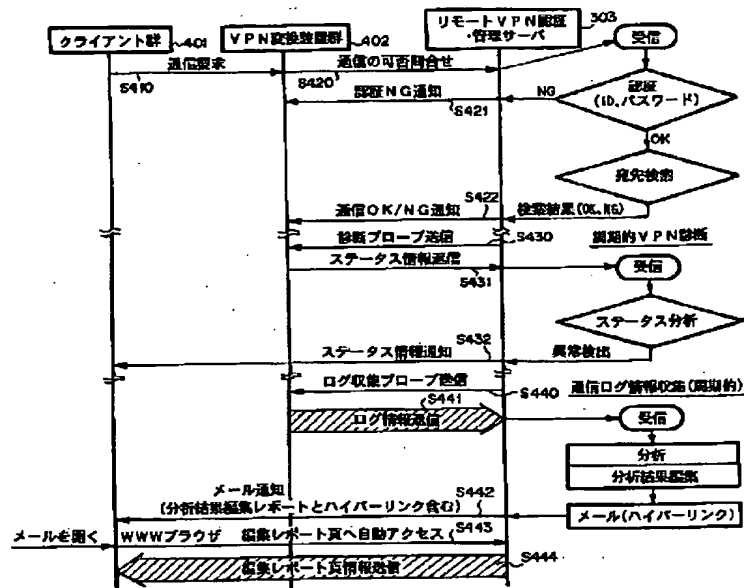 クライアント群
401
VPN変換装置群
402
リモートVPN認証
・管理サーバ
303
受信
通信要求
S410
通信の可否問合せ
S420
認証NG通知
S421
NG
認証
(ID、パスワード)
OK
宛先検索
S422
通信OK/NG通知
検索結果(OK、NG)
診断プローブ送信
S430
周期的VPN診断
ステータス情報返信
S431
受信
ステータス分析
S432
ステータス情報通知
異常検出
ログ収集プローブ送信
S440
通信ログ情報収集(周期的)
S441
ログ情報返信
受信
分析
分析結果編集
メール通知
(分析結果編集レポートとハイパーリンク含む)
S442
メール(ハイパーリンク)
メールを開く
WWWブラウザ
編集レポート頁へ自動アクセス
S443
編集レポート頁情報送信
S444